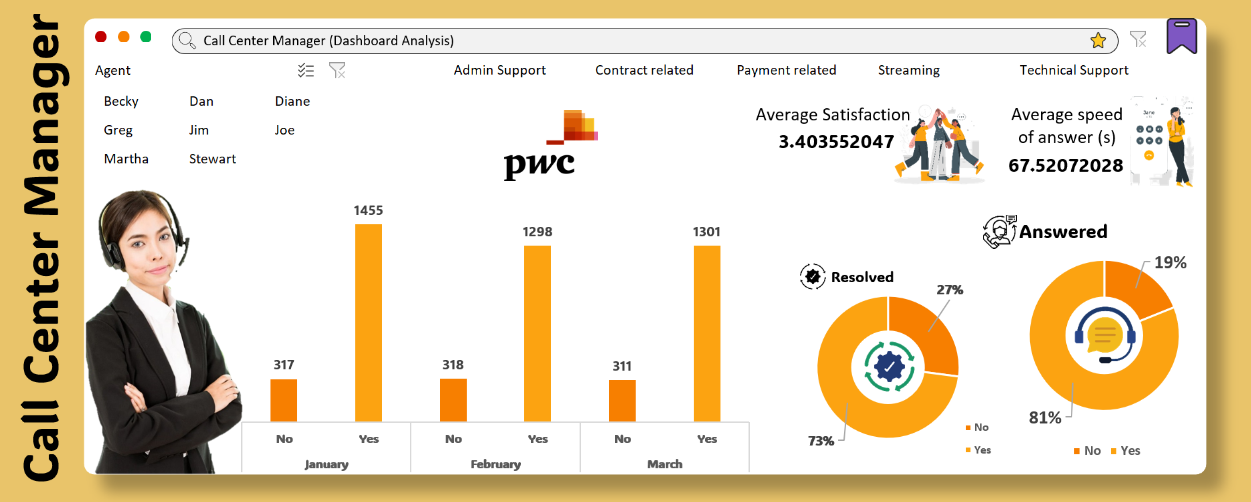 Call Center Manager
Call Center Manager (Dashboard Analysis)
Agent
Admin Support
Contract related
Payment related
Streaming
Technical Support
Becky
Dan
Diane
Greg
Jim
Joe
Martha
Stewart
pwc
Average Satisfaction
3.403552047
Average speed
of answer (s)
67.52072028
317
1455
318
1298
311
1301
No
Yes
No
Yes
No
Yes
January
February
March
Resolved
27%
73%
No
Yes
Answered
19%
81%
No
Yes